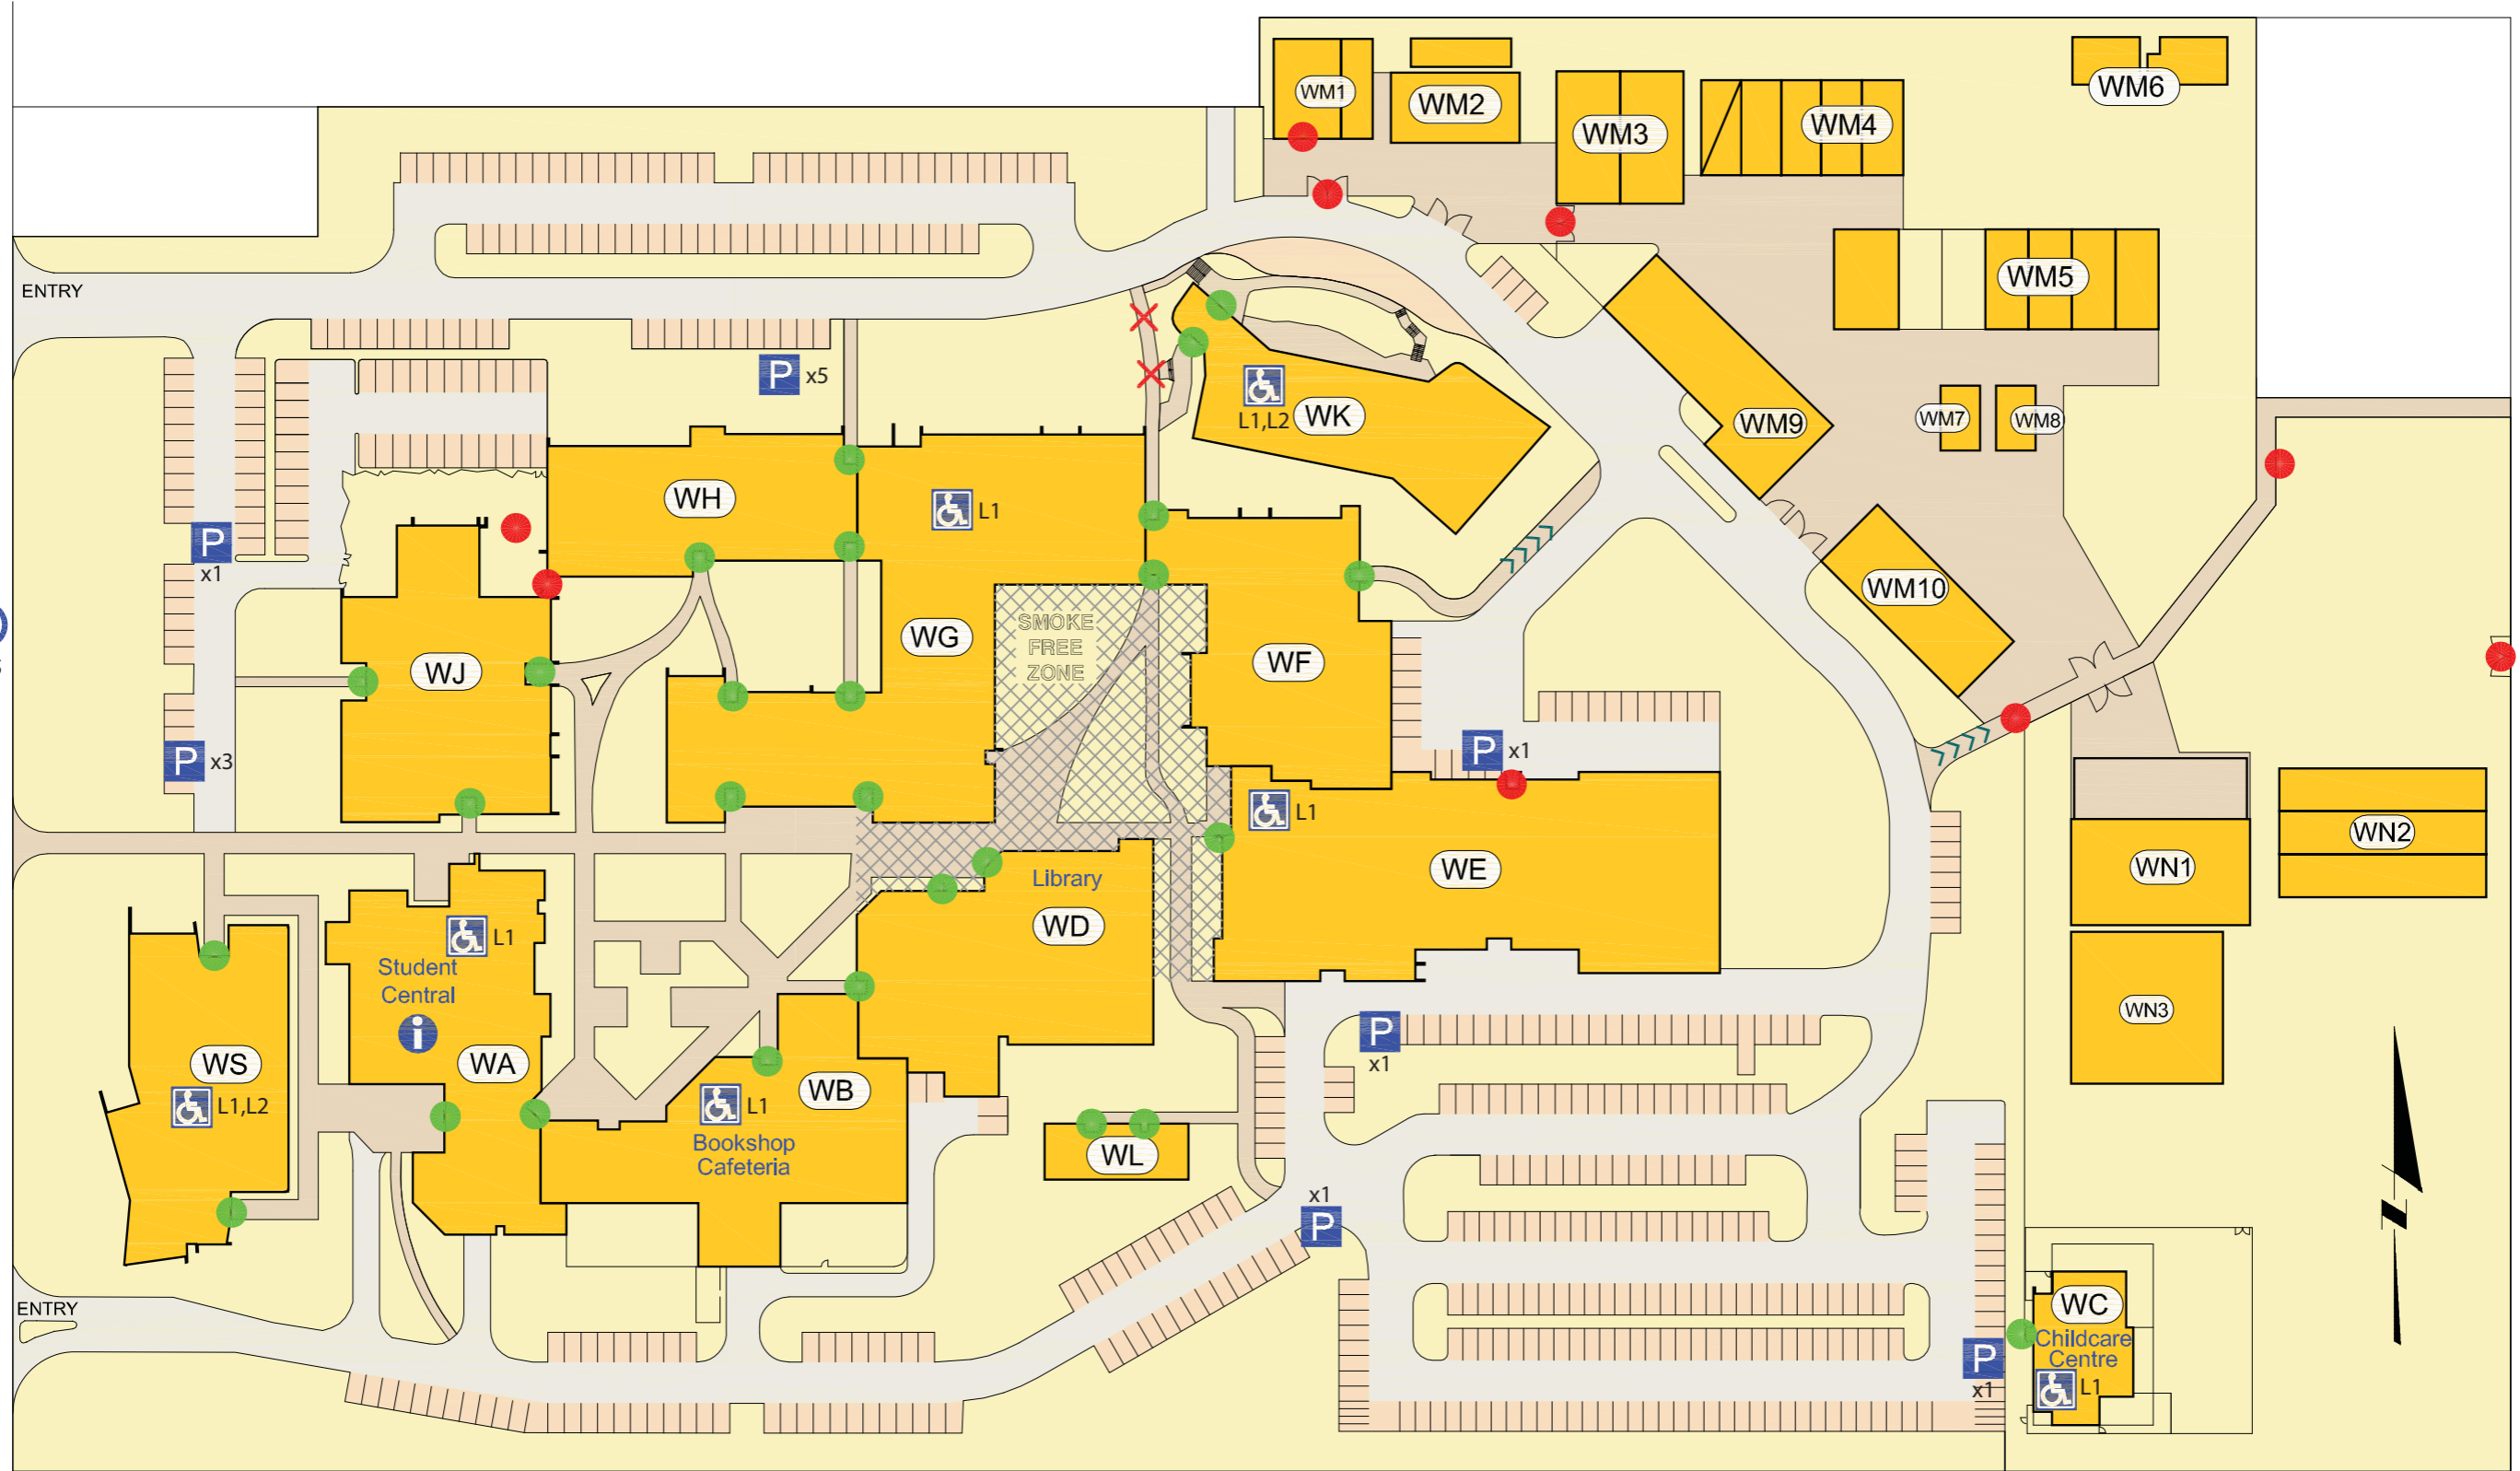 WM1
WM2
WM3
WM4
WM6
ENTRY
WM5
P x5
L1,L2
WK
WM7
WM8
WM9
WH
L1
P
x1
WM10
SMOKE
FREE
ZONE
WG
WF
WJ
P x1
P x3
L1
WN2
WE
WN1
Library
WD
L1
Student
Central
i
WN3
P
x1
WS
WA
WB
L1,L2
L1
Bookshop
Cafeteria
WL
x1
P
ENTRY
WC
Childcare
Centre
P
x1
L1